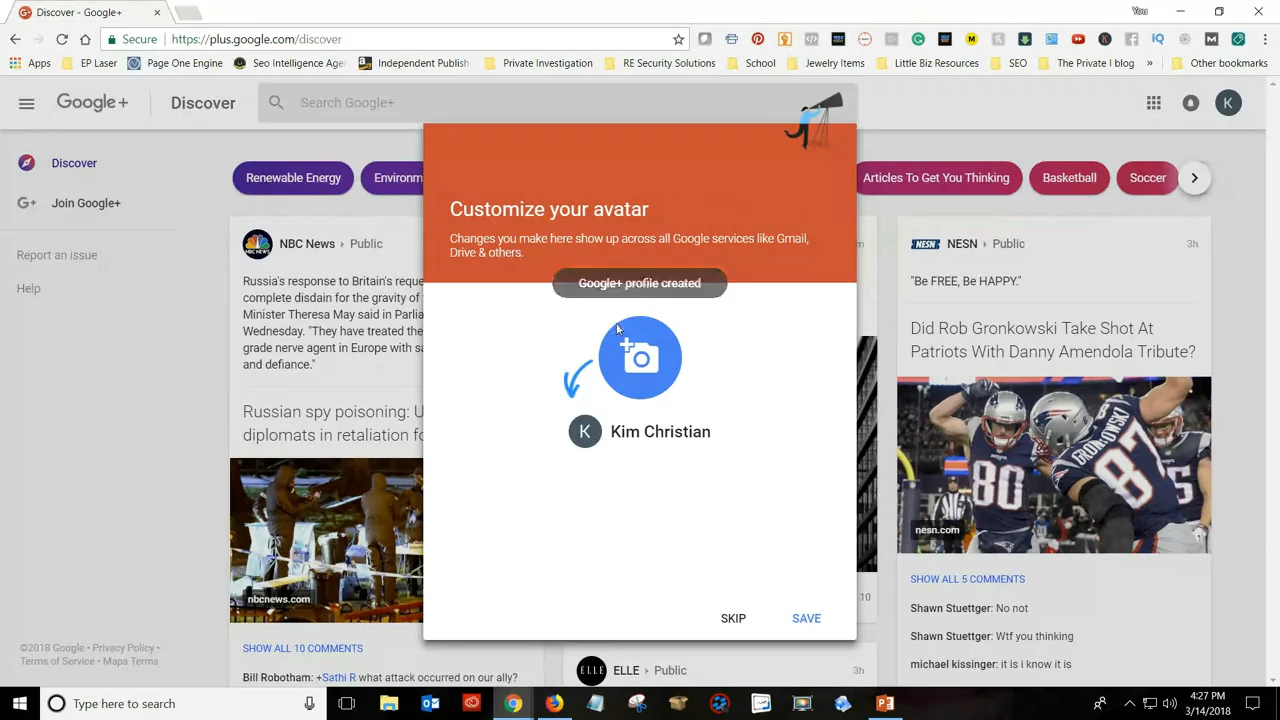 Discover - Google+
You
Secure
https://plus.google.com/discover
Apps
EP Laser
Page One Engine
Seo Intelligence Age
Independent Publish
Private Investigation
RE Security Solutions
School
Jewelry Items
Little Biz Resources
SEO
The Private I blog
»
Other bookmarks
Google+
Discover
Search Google+
K
Discover
G+ Join Google+
Report an issue
Help
Renewable Energy
Environm
Articles To Get You Thinking
Basketball
Soccer
NBC News ▸ Public
Russia's response to Britain's reque
complete disdain for the gravity of
Minister Theresa May said in Parli
Wednesday. "They have treated the
grade nerve agent in Europe with sa
and defiance."
Russian spy poisoning: U
diplomats in retaliation fo
nbcnews.com
SHOW ALL 10 COMMENTS
Bill Robotham: +Sathi R what attack occurred on our ally?
Customize your avatar
Changes you make here show up across all Google services like Gmail,
Drive & others.
Google+ profile created
K Kim Christian
SKIP
SAVE
m
10
ELLE
ELLE ▸ Public
3h
NESN
NESN ▸ Public
3h
"Be FREE, Be HAPPY."
Did Rob Gronkowski Take Shot At
Patriots With Danny Amendola Tribute?
80
GRONKOWSKI
87
nesn.com
SHOW ALL 5 COMMENTS
Shawn Stuettger: No not
Shawn Stuettger: Wtf you thinking
michael kissinger: it is i know it is
©2018 Google • Privacy Policy •
Terms of Service • Maps Terms
Type here to search
4:27 PM
3/14/2018